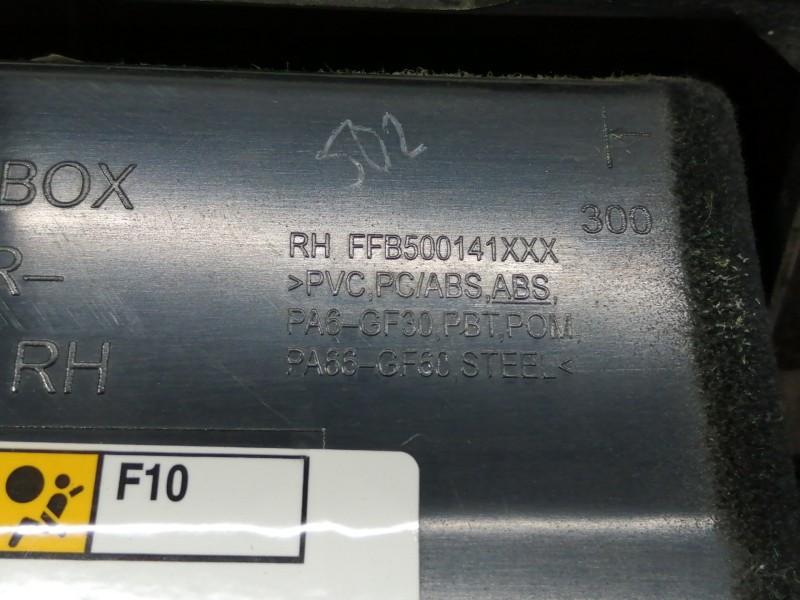 BOX
300
RH FFB500141XXX
R-
>PVC,PC/ABS,ABS,
PA6-GF30,PBT,POM,
RH
PA66-GF60,STEEL<
F10